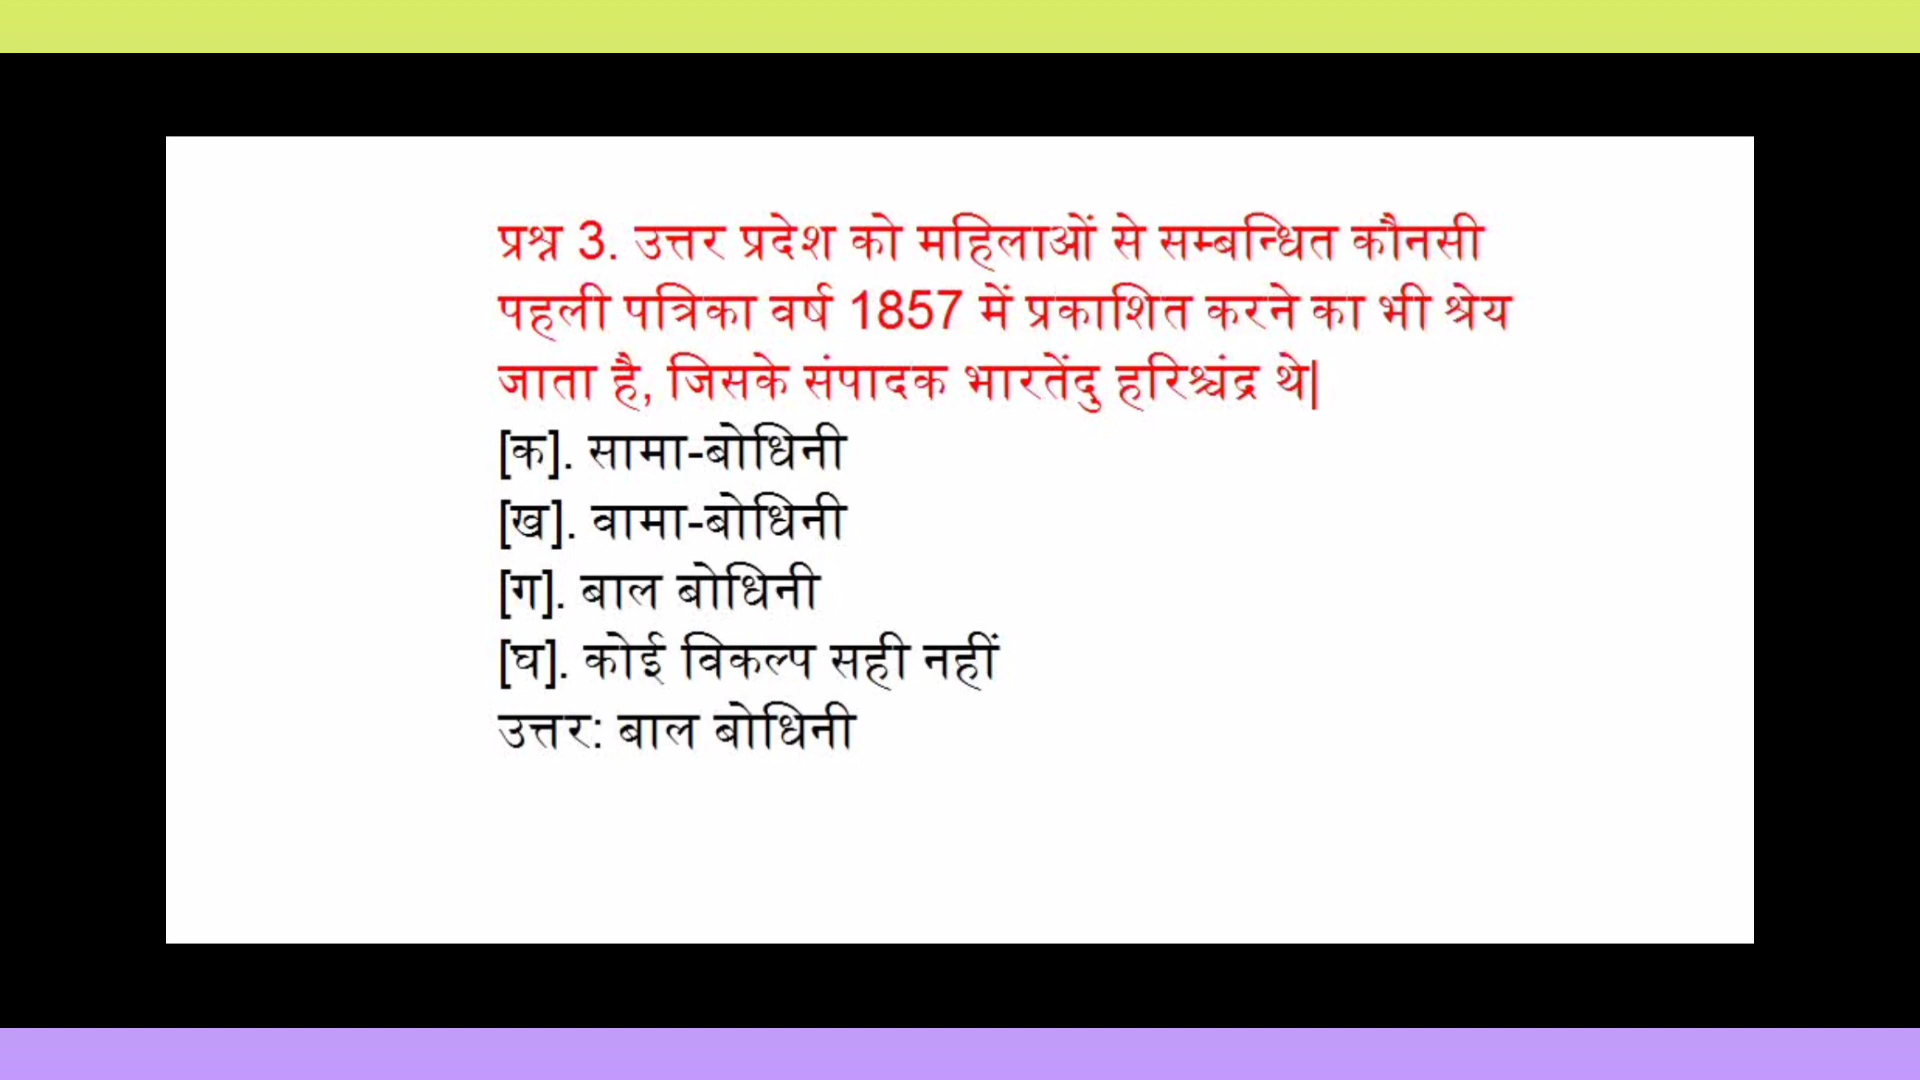 प्रश्न 3. उत्तर प्रदेश को महिलाओं से सम्बन्धित कौनसी
पहली पत्रिका वर्ष 1857 में प्रकाशित करने का भी श्रेय
जाता है, जिसके संपादक भारतेंदु हरिश्चंद्र थे|
[क]. सामा-बोधिनी
[ख]. वामा-बोधिनी
[ग]. बाल बोधिनी
[घ]. कोई विकल्प सही नहीं
उत्तर: बाल बोधिनी